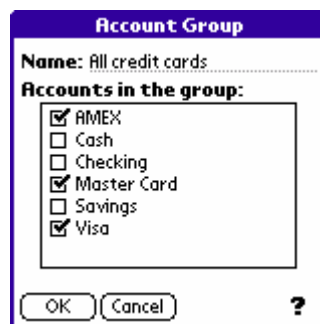 Account Group
Name: All credit cards
Accounts in the group:
AMEX
Cash
Checking
Master Card
Savings
Visa
OK Cancel ?